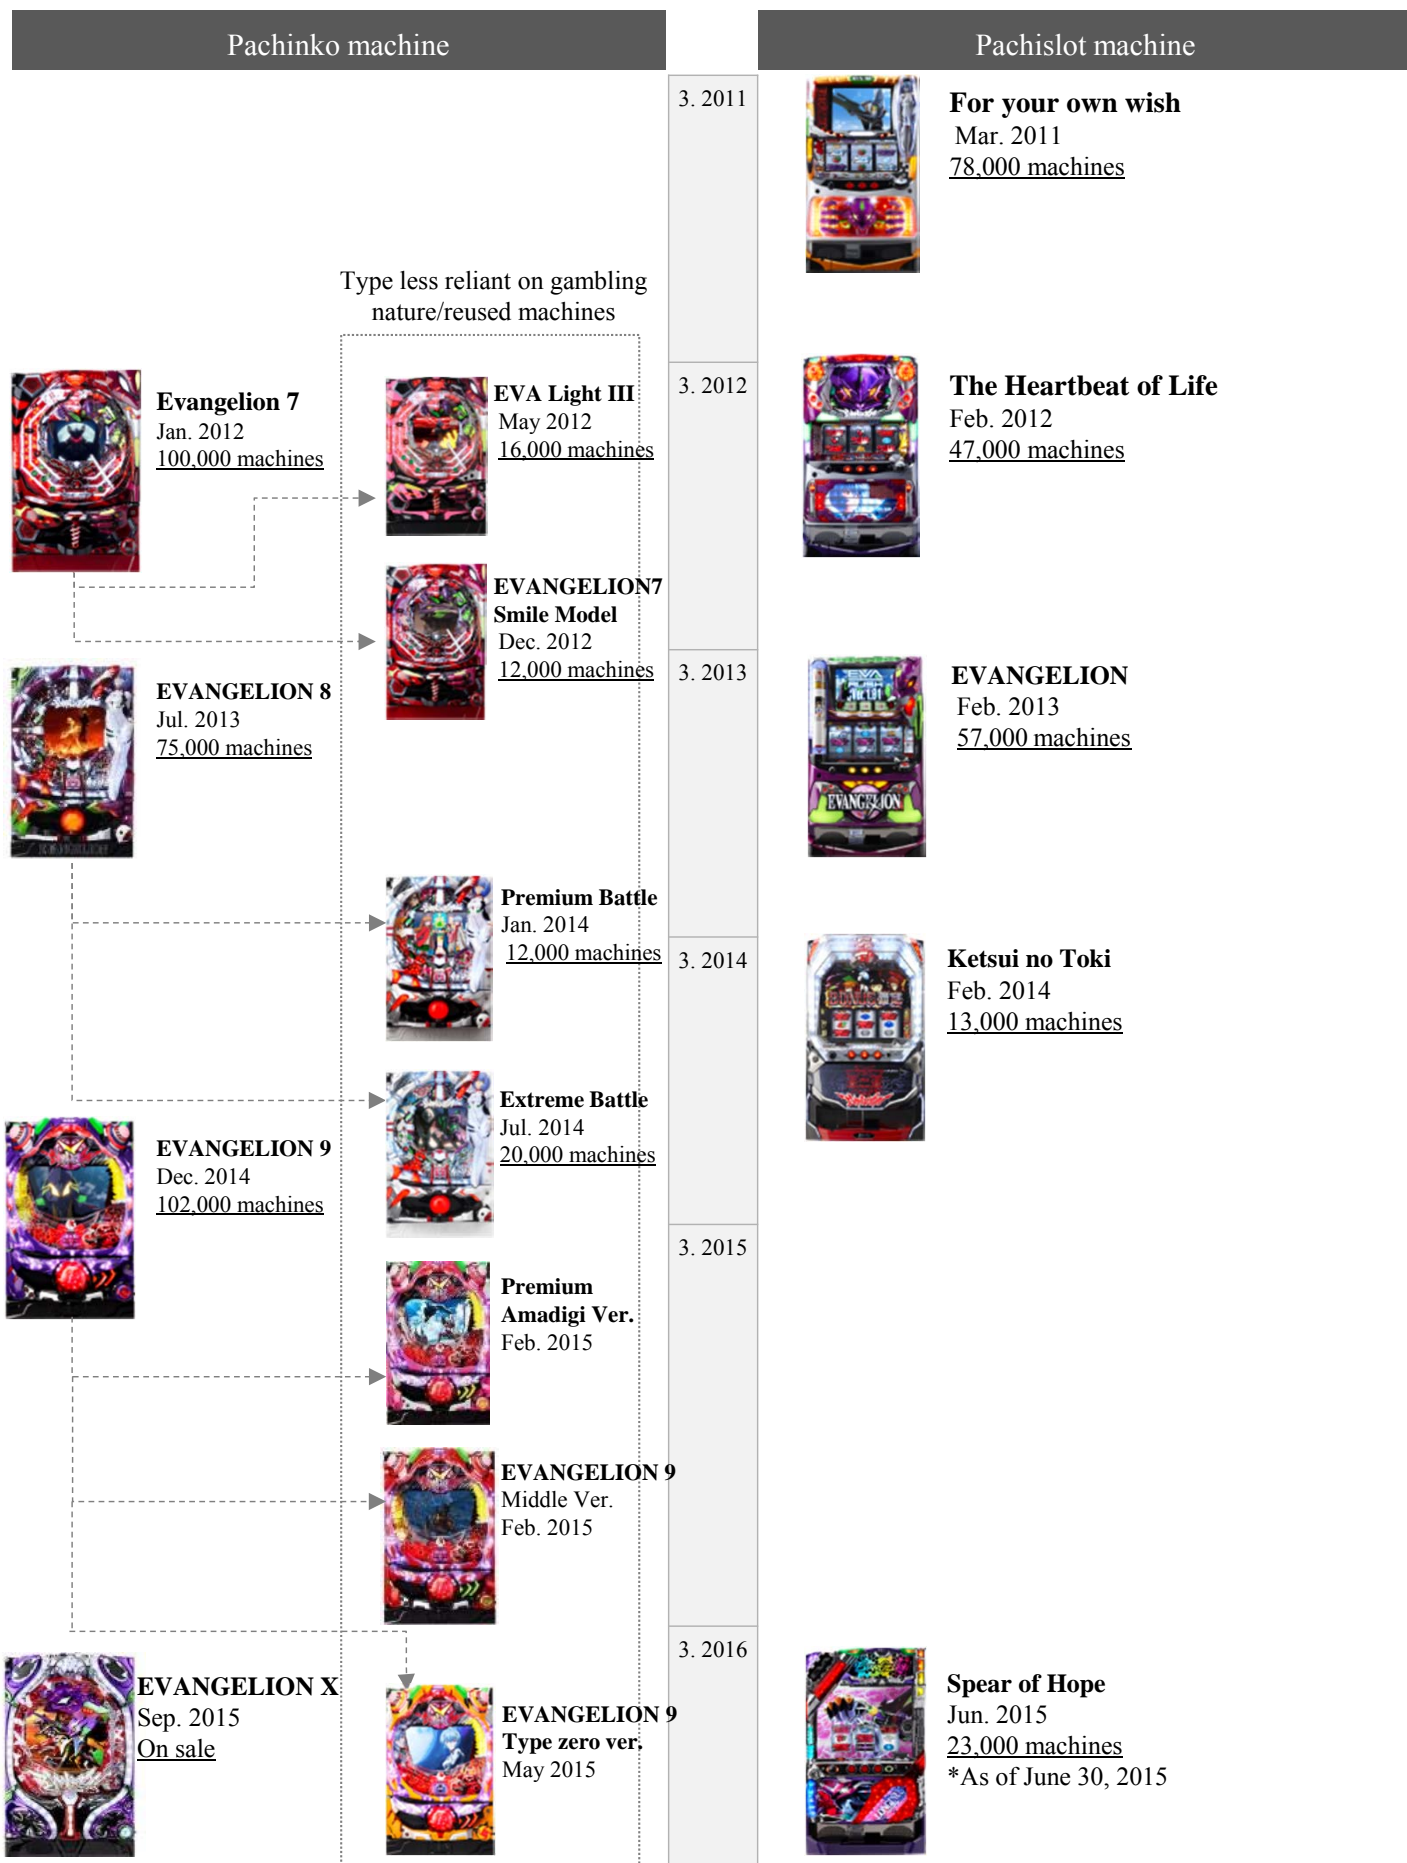 Pachinko machine
Pachislot machine
3. 2011
For your own wish
Mar. 2011
78,000 machines
Type less reliant on gambling
nature/reused machines
Evangelion 7
Jan. 2012
100,000 machines
EVA Light III
May 2012
16,000 machines
3. 2012
The Heartbeat of Life
Feb. 2012
47,000 machines
EVANGELION7
Smile Model
Dec. 2012
12,000 machines
EVANGELION 8
Jul. 2013
75,000 machines
3. 2013
EVANGELION
Feb. 2013
57,000 machines
EVANGELION
Premium Battle
Jan. 2014
12,000 machines
3. 2014
Ketsui no Toki
Feb. 2014
13,000 machines
Extreme Battle
Jul. 2014
20,000 machines
EVANGELION 9
Dec. 2014
102,000 machines
3. 2015
Premium
Amadigi Ver.
Feb. 2015
EVANGELION 9
Middle Ver.
Feb. 2015
3. 2016
EVANGELION X
Sep. 2015
On sale
EVANGELION 9
Type zero ver.
May 2015
Spear of Hope
Jun. 2015
23,000 machines
*As of June 30, 2015